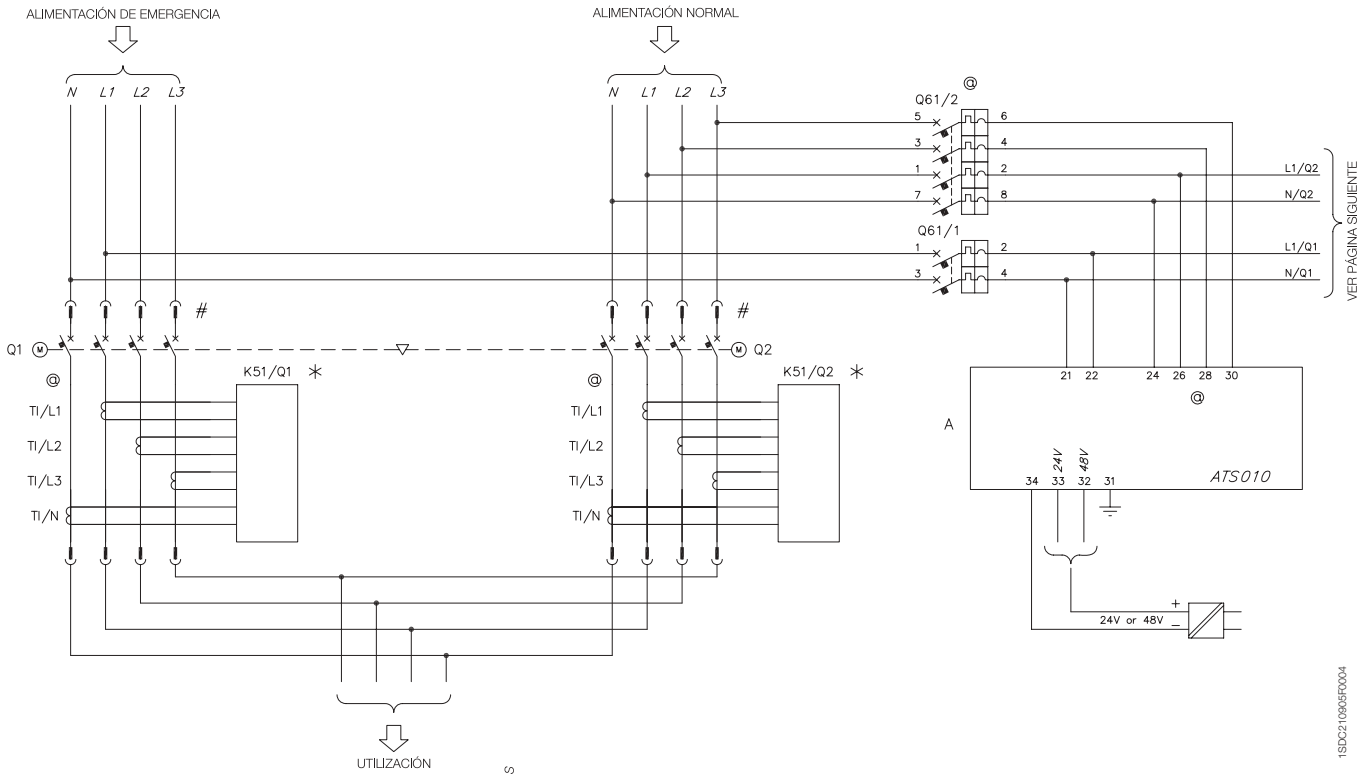 ALIMENTACIÓN DE EMERGENCIA
ALIMENTACIÓN NORMAL
N L1 L2 L3
N L1 L2 L3
@
Q61/2
5 6
3 4
1 2 L1/Q2
7 8 N/Q2
Q61/1
1 2 L1/Q1
3 4 N/Q1
VER PÁGINA SIGUIENTE
#
#
Q1 M
M Q2
@
K51/Q1 *
@
K51/Q2 *
TI/L1
TI/L2
TI/L3
TI/N
TI/L1
TI/L2
TI/L3
TI/N
21 22 24 26 28 30
@
A
24V 48V
ATS010
34 33 32 31
+
24V or 48V –
UTILIZACIÓN
S
1SDC210905F0004